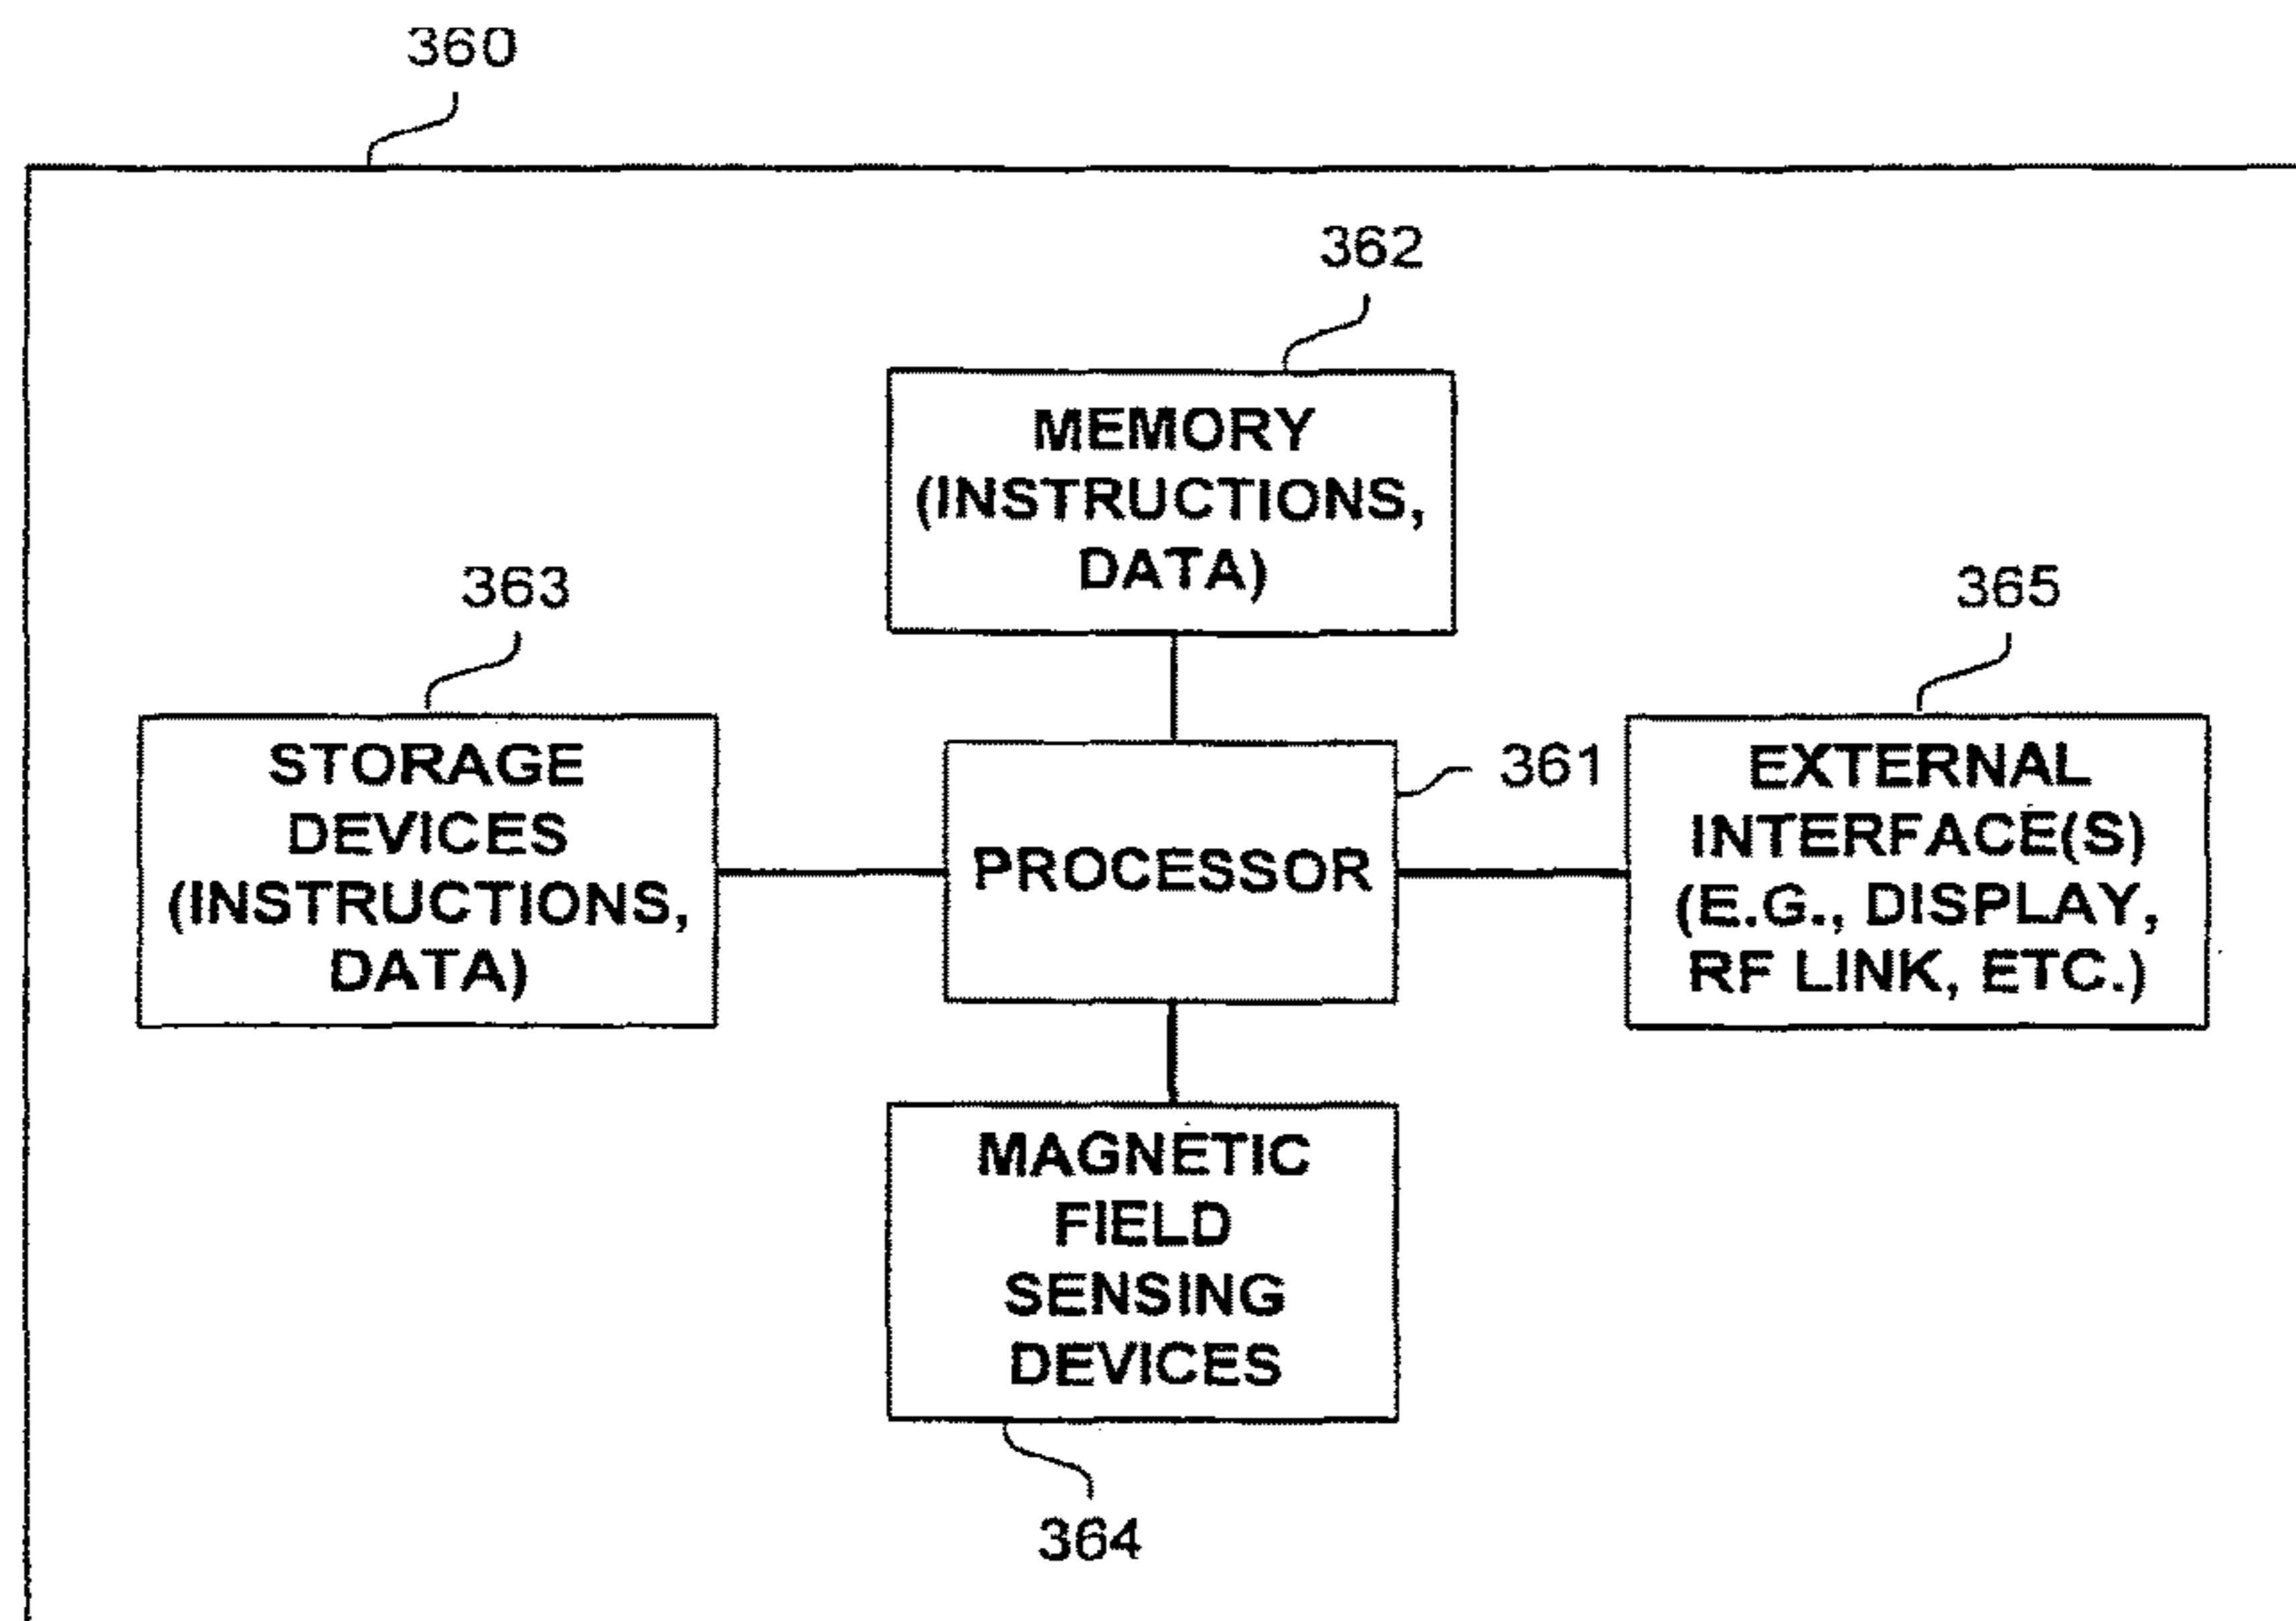 360
362
MEMORY
(INSTRUCTIONS,
DATA)
363
STORAGE
DEVICES
(INSTRUCTIONS,
DATA)
361
PROCESSOR
365
EXTERNAL
INTERFACE(S)
(E.G., DISPLAY,
RF LINK, ETC.)
MAGNETIC
FIELD
SENSING
DEVICES
364